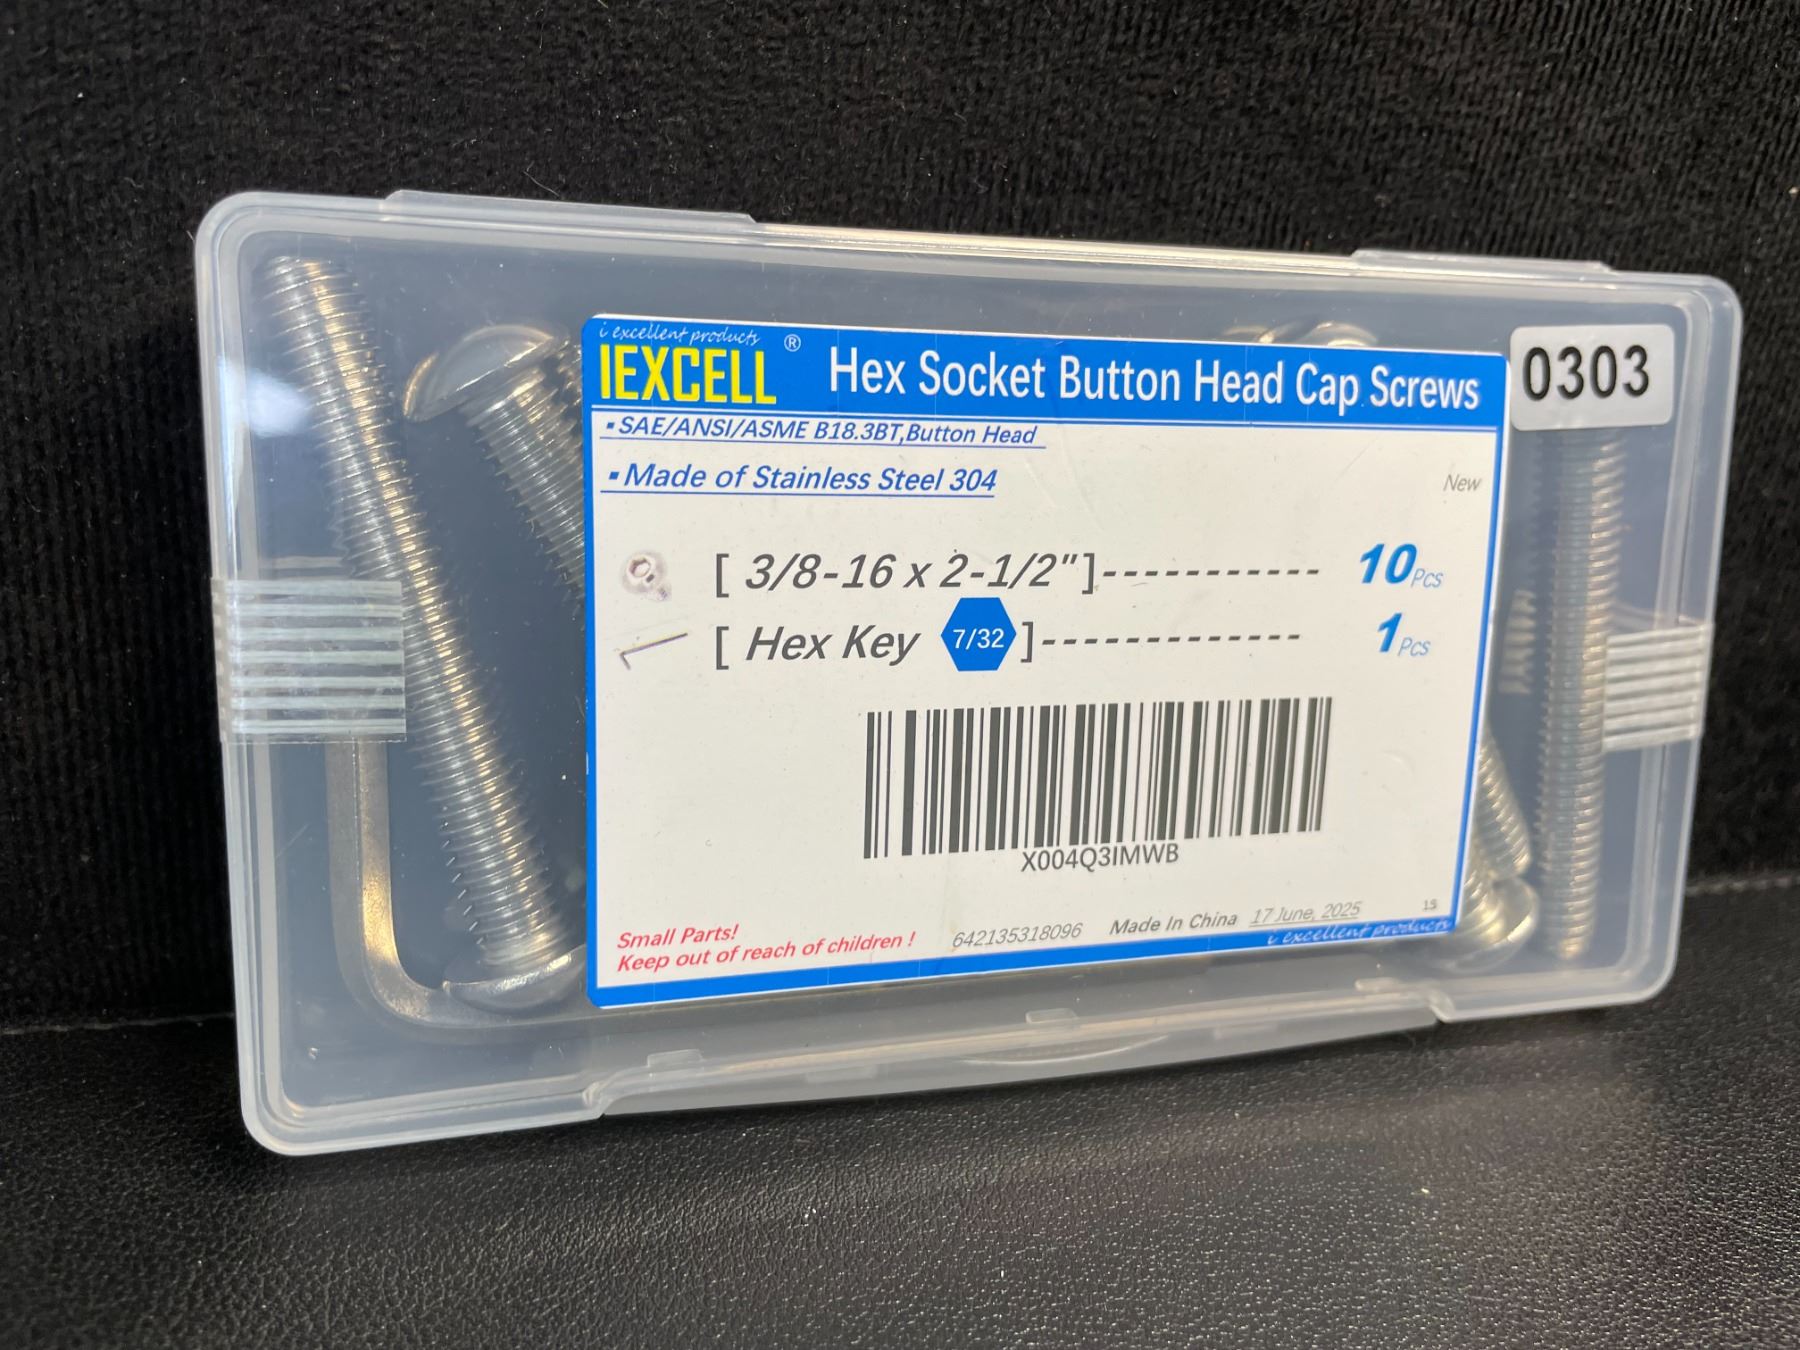 i excellent products
IEXCELL ® Hex Socket Button Head Cap Screws
0303
▪SAE/ANSI/ASME B18.3BT,Button Head
▪Made of Stainless Steel 304
New
[ 3/8-16 x 2-1/2"]----------- 10Pcs
[ Hex Key 7/32 ]------------- 1Pcs
X004Q3IMWB
Small Parts!
Keep out of reach of children !
642135318096 Made In China 17 June, 2025
1S
i excellent products